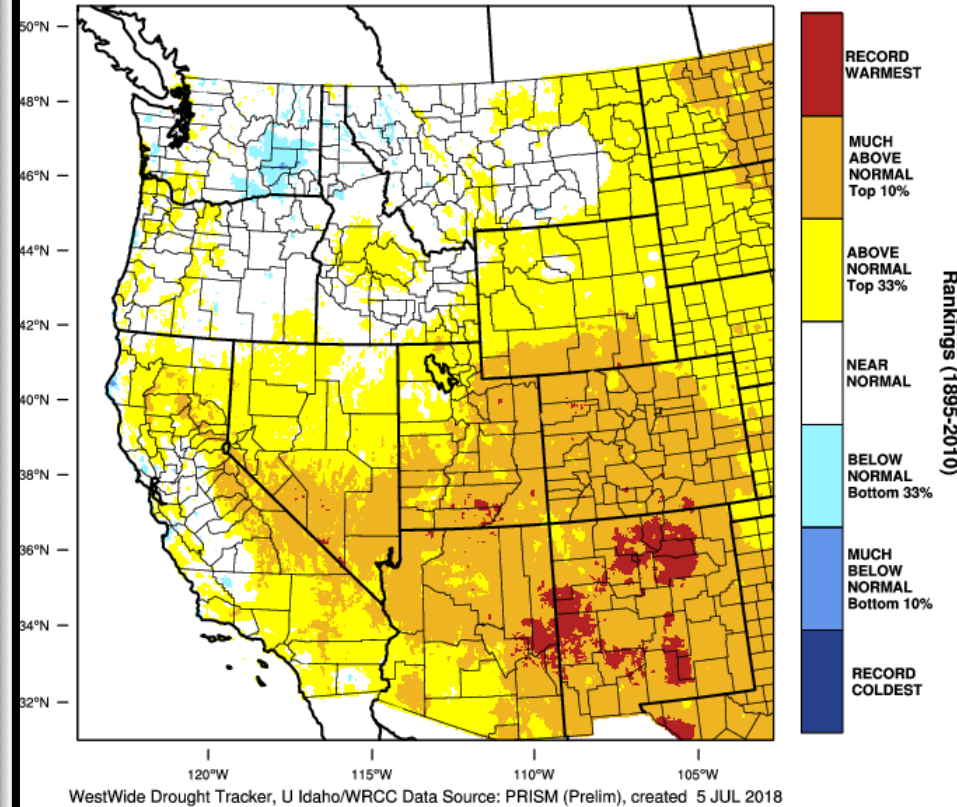 50°N
48°N
46°N
44°N
42°N
40°N
38°N
36°N
34°N
32°N
120°W
115°W
110°W
105°W
RECORD
WARMEST
MUCH
ABOVE
NORMAL
Top 10%
ABOVE
NORMAL
Top 33%
NEAR
NORMAL
BELOW
NORMAL
Bottom 33%
MUCH
BELOW
NORMAL
Bottom 10%
RECORD
COLDEST
Rankings (1895-2010)
WestWide Drought Tracker, U Idaho/WRCC Data Source: PRISM (Prelim), created 5 JUL 2018